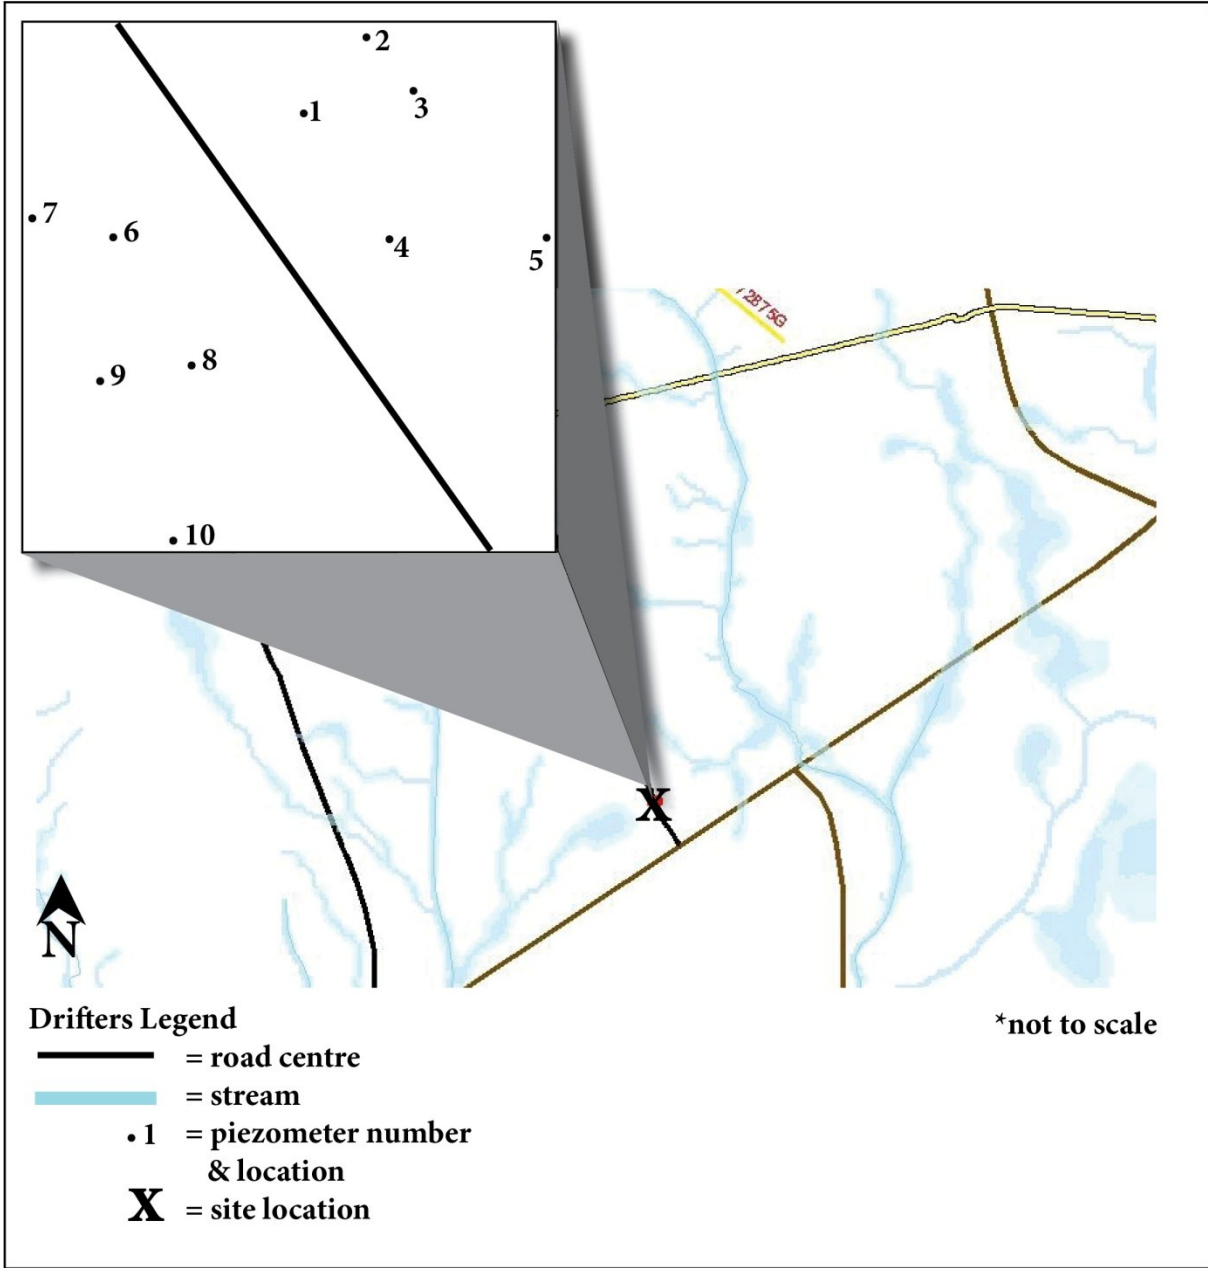 2
1
3
7
6
4
5
8
9
10
72875G
X
N
Drifters Legend
*not to scale
= road centre
= stream
1 = piezometer number
& location
X = site location